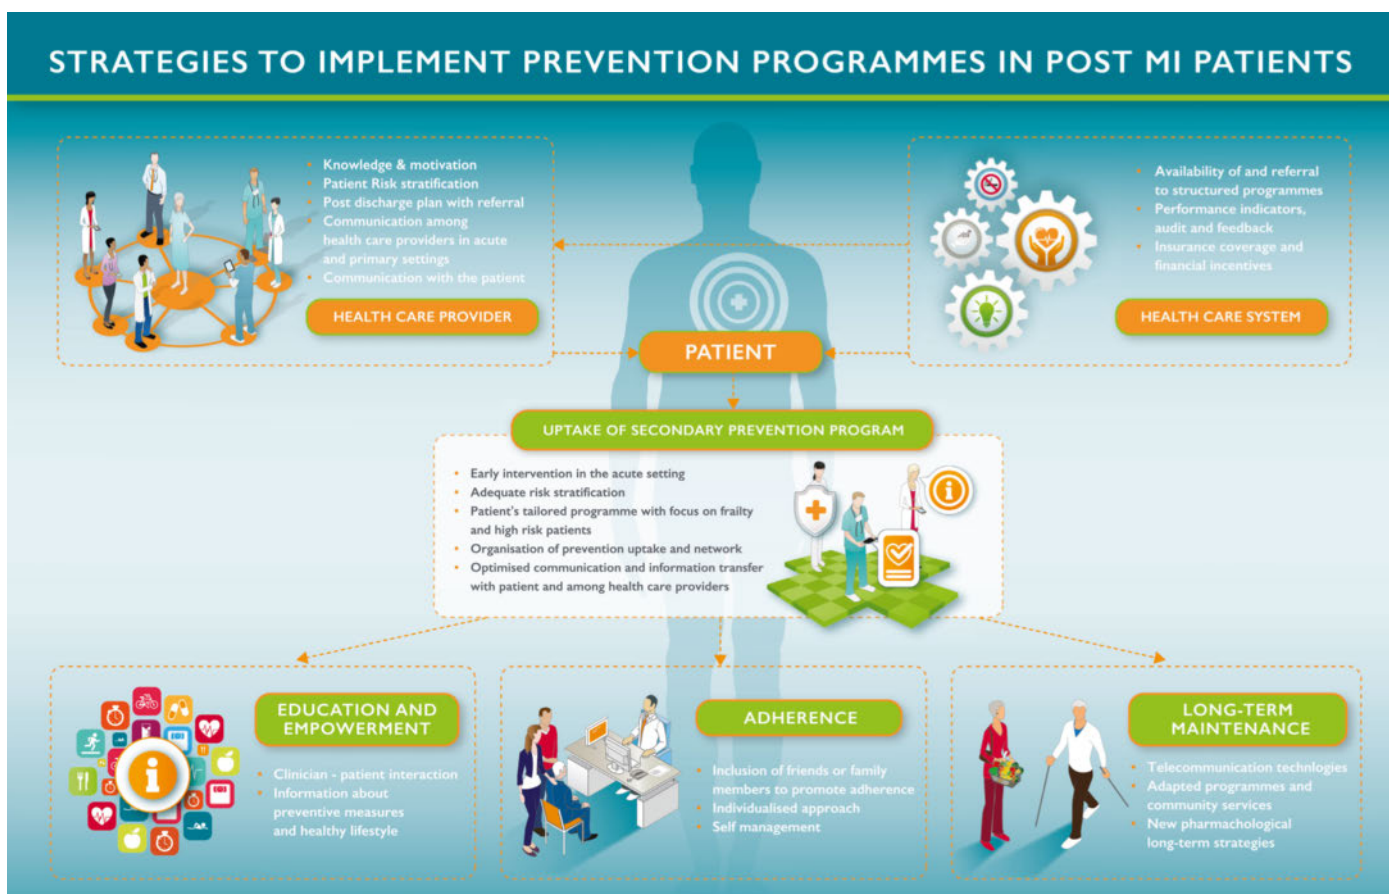 STRATEGIES TO IMPLEMENT PREVENTION PROGRAMMES IN POST MI PATIENTS
• Knowledge & motivation
• Patient Risk stratification
• Post discharge plan with referral
• Communication among
health care providers in acute
and primary settings
• Communication with the patient
HEALTH CARE PROVIDER
• Availability of and referral
to structured programmes
• Performance indicators,
audit and feedback
• Insurance coverage and
financial incentives
HEALTH CARE SYSTEM
PATIENT
UPTAKE OF SECONDARY PREVENTION PROGRAM
• Early intervention in the acute setting
• Adequate risk stratification
• Patient's tailored programme with focus on frailty
and high risk patients
• Organisation of prevention uptake and network
• Optimised communication and information transfer
with patient and among health care providers
EDUCATION AND
EMPOWERMENT
• Clinician - patient interaction
• Information about
preventive measures
and healthy lifestyle
ADHERENCE
• Inclusion of friends or family
members to promote adherence
• Individualised approach
• Self management
LONG-TERM
MAINTENANCE
• Telecommunication technlogies
• Adapted programmes and
community services
• New pharmachological
long-term strategies